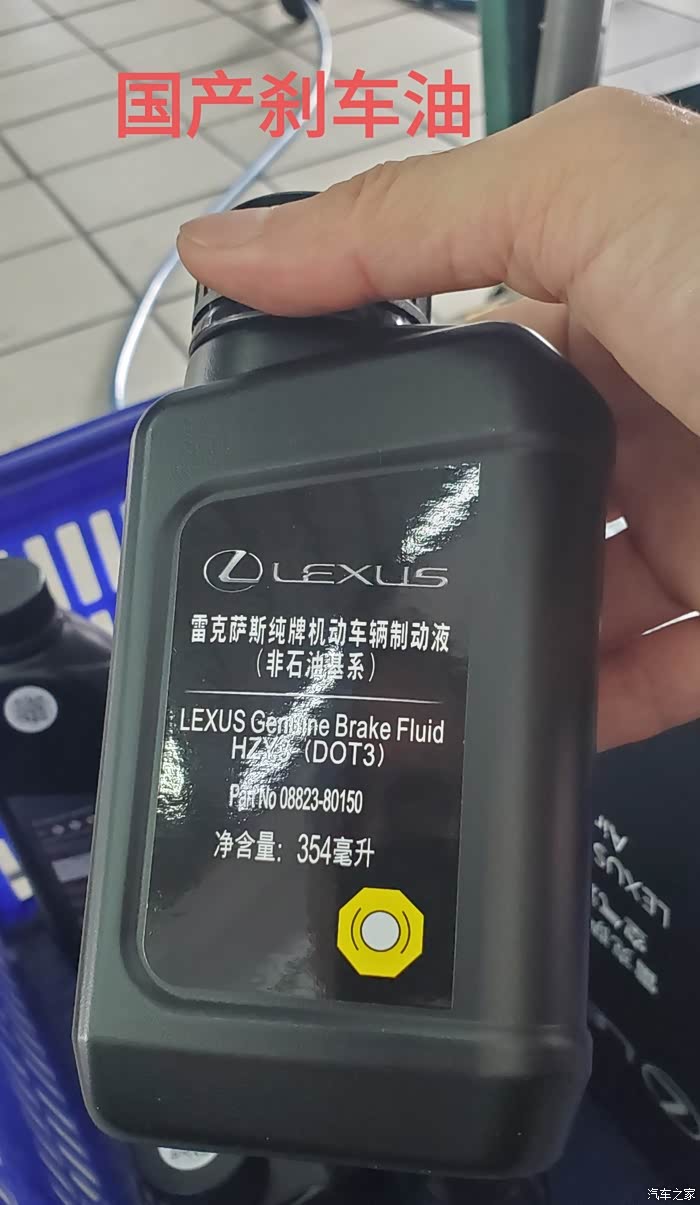 国产刹车油
LEXUS
雷克萨斯纯牌机动车辆制动液
(非石油基系)
LEXUS Genuine Brake Fluid
(DOT3)
Part No 08823-80150
净含量: 354毫升
LEXUS
汽车之家